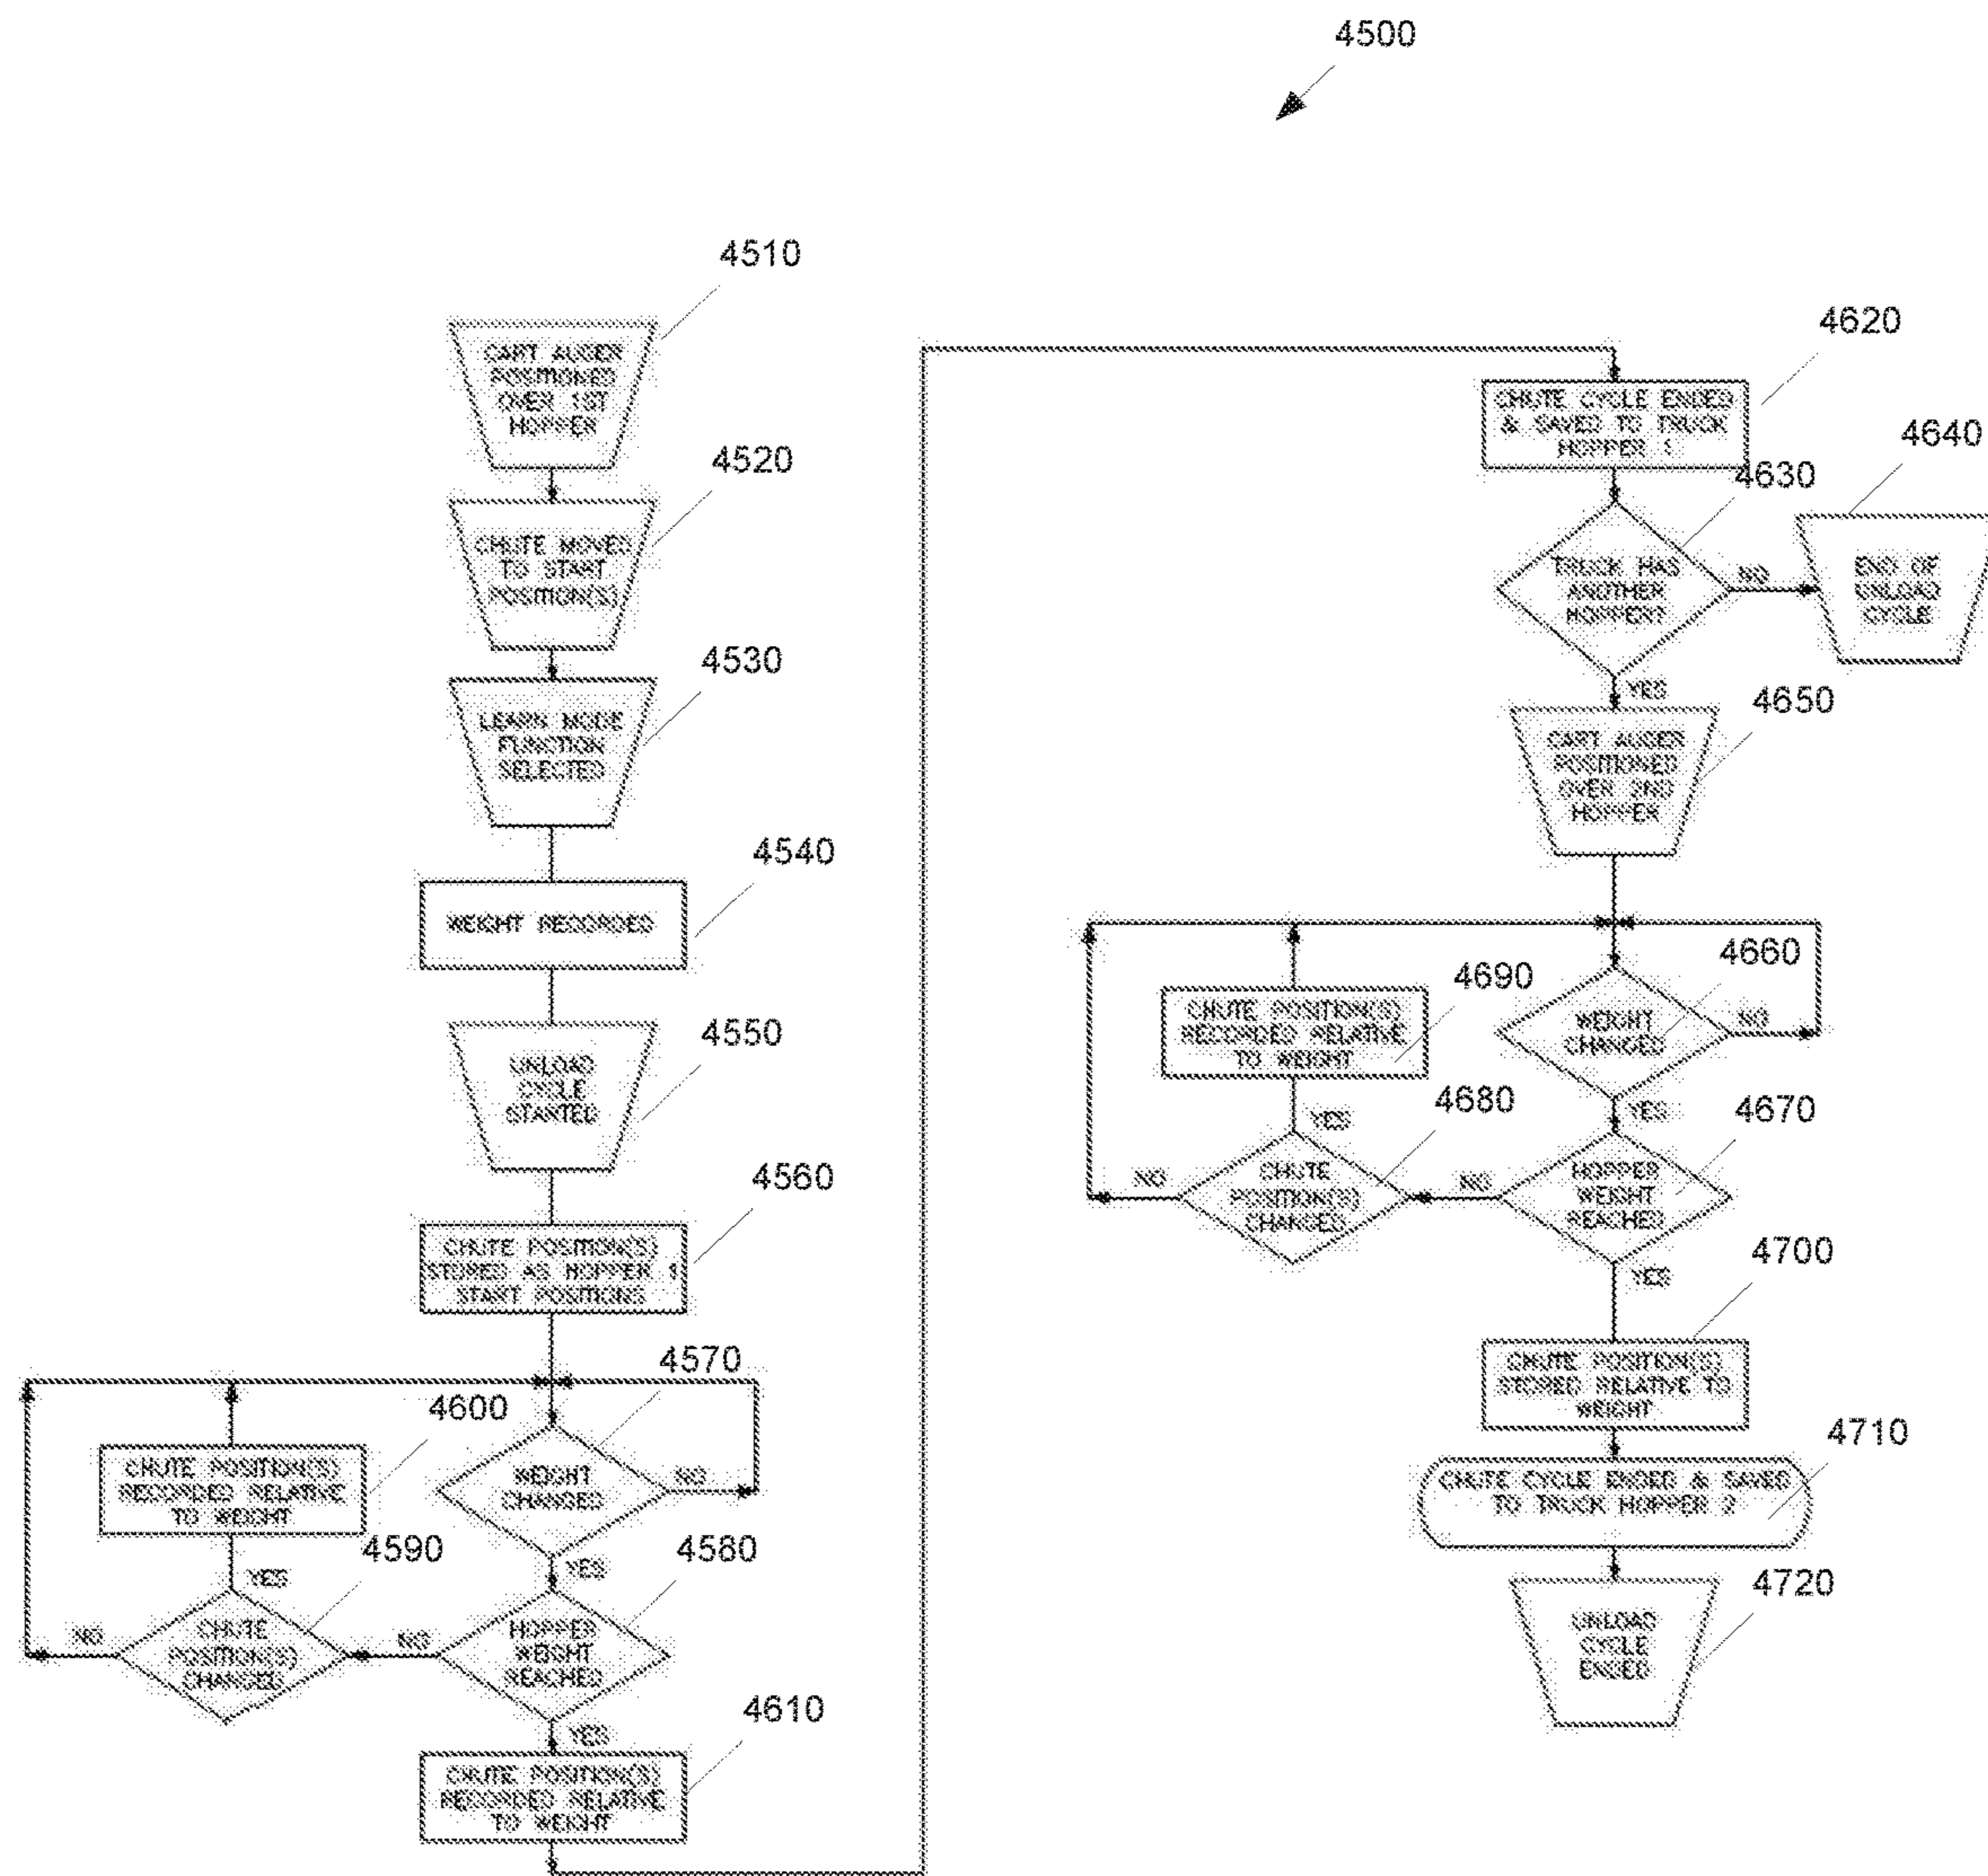 4500
4510
CART AUGER
POSITIONED
OVER 1ST
HOPPER
4520
CHUTE MOVED
TO START
POSITION(S)
4530
LEARN MODE
FUNCTION
SELECTED
4540
WEIGHT RECORDED
4550
UNLOAD
CYCLE
STARTED
4560
CHUTE POSITION(S)
STORED AS HOPPER 1
START POSITIONS
4570
WEIGHT
CHANGED
NO
YES
4600
CHUTE POSITION(S)
RECORDED RELATIVE
TO WEIGHT
4590
YES
CHUTE
POSITION(S)
CHANGED
NO
4580
HOPPER
WEIGHT
REACHED
NO
YES
4610
CHUTE POSITION(S)
RECORDED RELATIVE
TO WEIGHT
4620
CHUTE CYCLE ENDED
& SAVED TO TRUCK
HOPPER 1
4630
TRUCK HAS
ANOTHER
HOPPER?
NO
YES
4640
END OF
UNLOAD
CYCLE
4650
CART AUGER
POSITIONED
OVER 2ND
HOPPER
4660
WEIGHT
CHANGED
NO
YES
4690
CHUTE POSITION(S)
RECORDED RELATIVE
TO WEIGHT
4680
YES
CHUTE
POSITION(S)
CHANGED
NO
4670
HOPPER
WEIGHT
REACHED
NO
YES
4700
CHUTE POSITION(S)
STORED RELATIVE TO
WEIGHT
4710
CHUTE CYCLE ENDED & SAVED
TO TRUCK HOPPER 2
4720
UNLOAD
CYCLE
ENDED